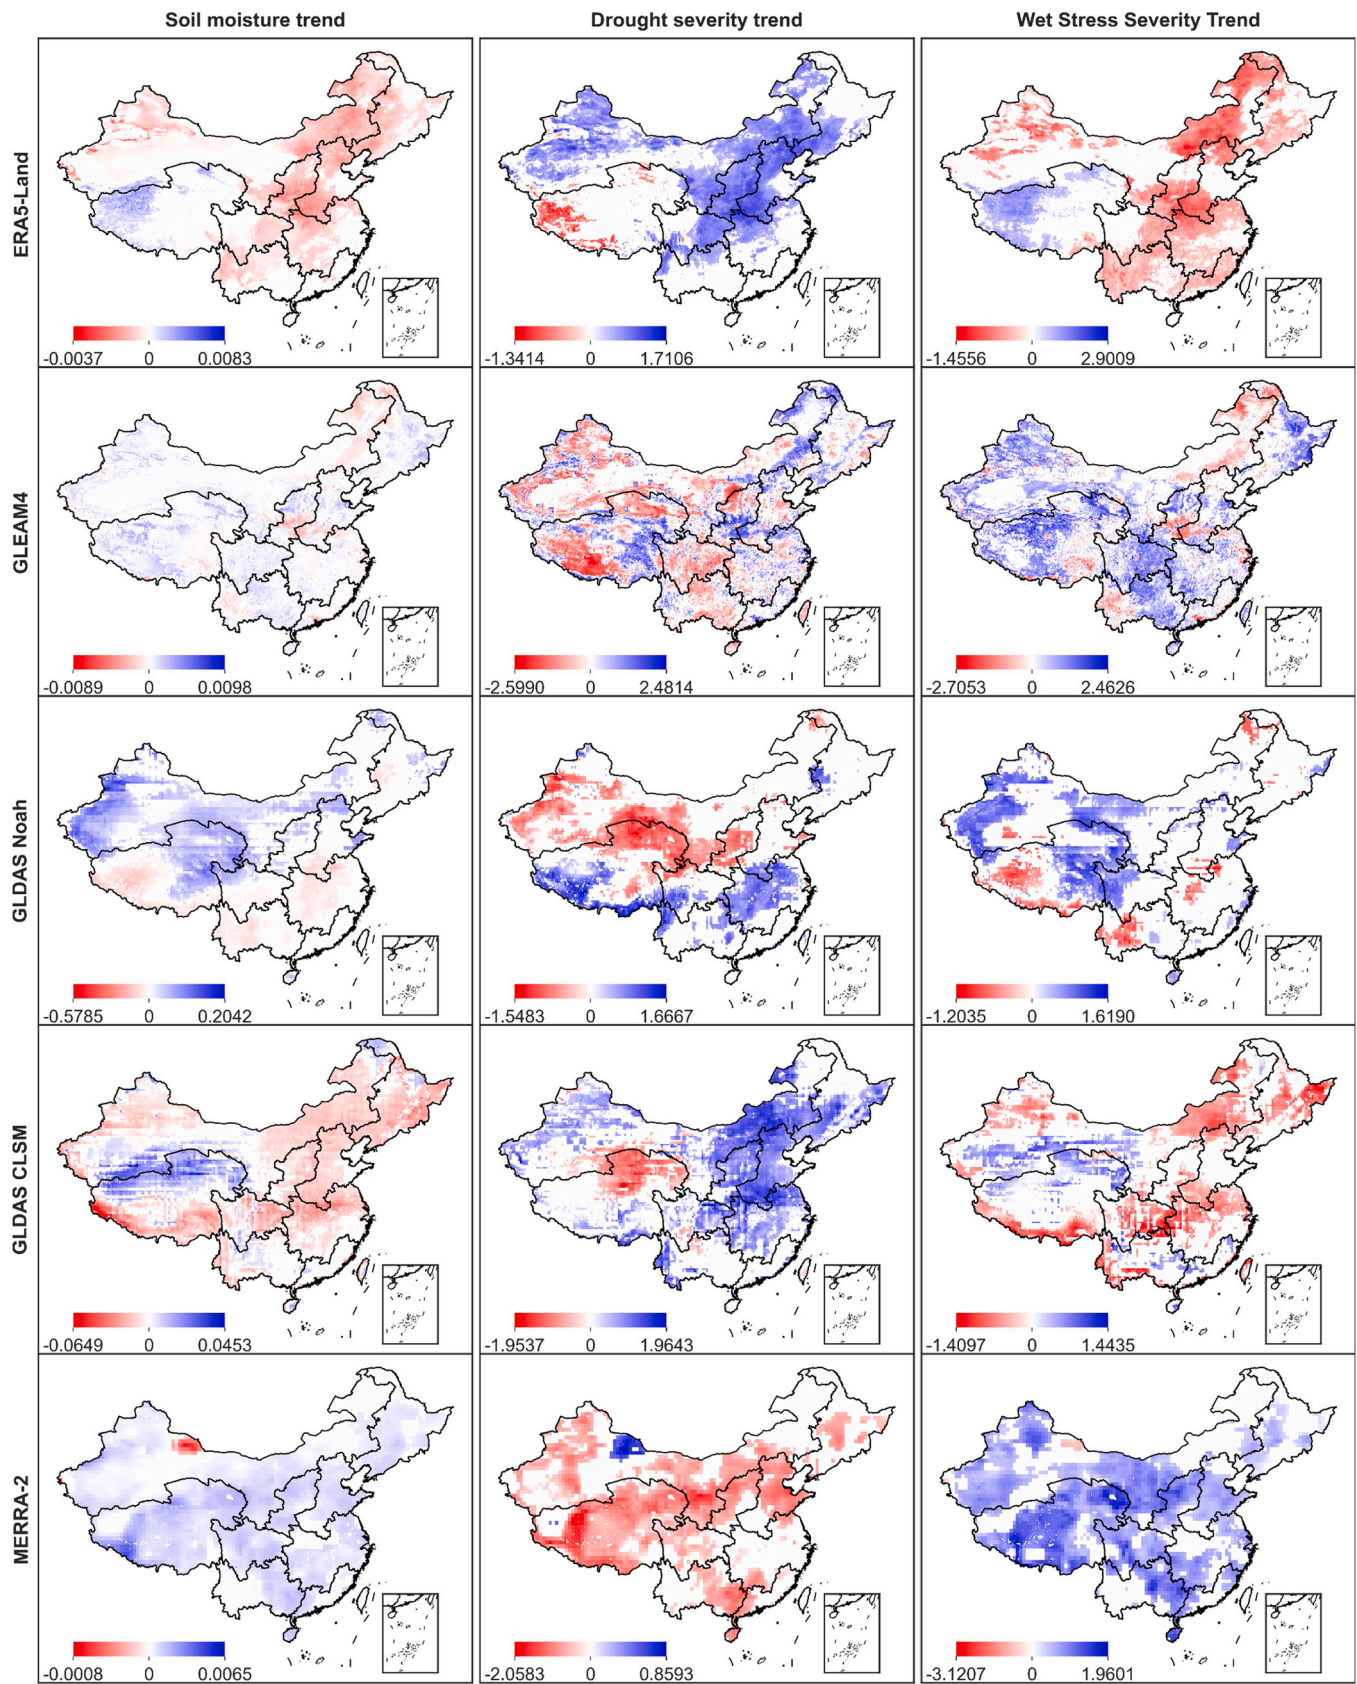 Soil moisture trend Drought severity trend Wet Stress Severity Trend
ERA5-Land
-0.0037 0 0.0083 -1.3414 0 1.7106 -1.4556 0 2.9009
GLEAM4
-0.0089 0 0.0098 -2.5990 0 2.4814 -2.7053 0 2.4626
GLDAS Noah
-0.5785 0 0.2042 -1.5483 0 1.6667 -1.2035 0 1.6190
GLDAS CLSM
-0.0649 0 0.0453 -1.9537 0 1.9643 -1.4097 0 1.4435
MERRA-2
-0.0008 0 0.0065 -2.0583 0 0.8593 -3.1207 0 1.9601